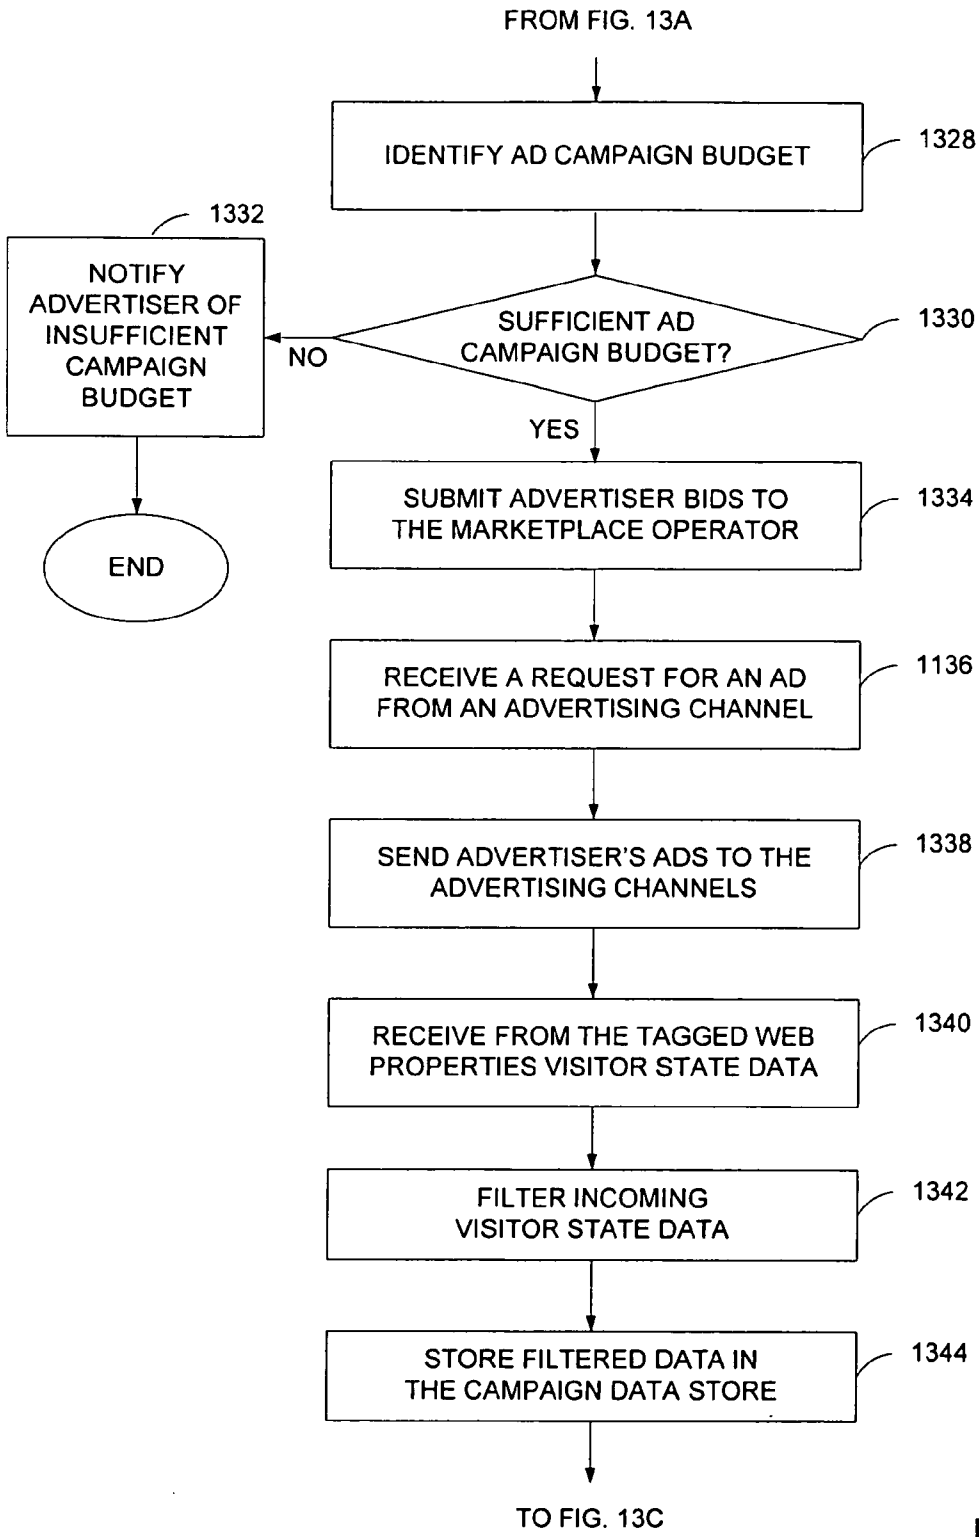 FROM FIG. 13A
IDENTIFY AD CAMPAIGN BUDGET
1328
1332
NOTIFY
ADVERTISER OF
INSUFFICIENT
CAMPAIGN
BUDGET
SUFFICIENT AD
CAMPAIGN BUDGET?
1330
NO
YES
END
SUBMIT ADVERTISER BIDS TO
THE MARKETPLACE OPERATOR
1334
RECEIVE A REQUEST FOR AN AD
FROM AN ADVERTISING CHANNEL
1136
SEND ADVERTISER'S ADS TO THE
ADVERTISING CHANNELS
1338
RECEIVE FROM THE TAGGED WEB
PROPERTIES VISITOR STATE DATA
1340
FILTER INCOMING
VISITOR STATE DATA
1342
STORE FILTERED DATA IN
THE CAMPAIGN DATA STORE
1344
TO FIG. 13C